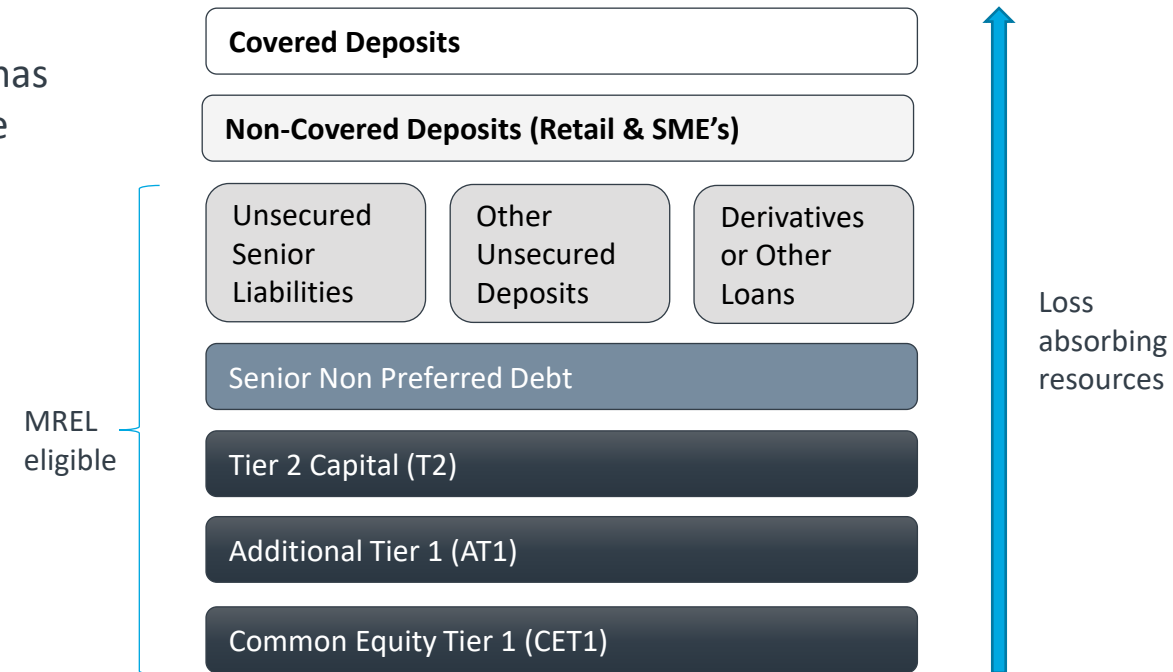 has
e
Covered Deposits
Non-Covered Deposits (Retail & SME's)
Unsecured
Senior
Liabilities
Other
Unsecured
Deposits
Derivatives
or Other
Loans
Senior Non Preferred Debt
Tier 2 Capital (T2)
Additional Tier 1 (AT1)
Common Equity Tier 1 (CET1)
MREL
eligible
Loss
absorbing
resources